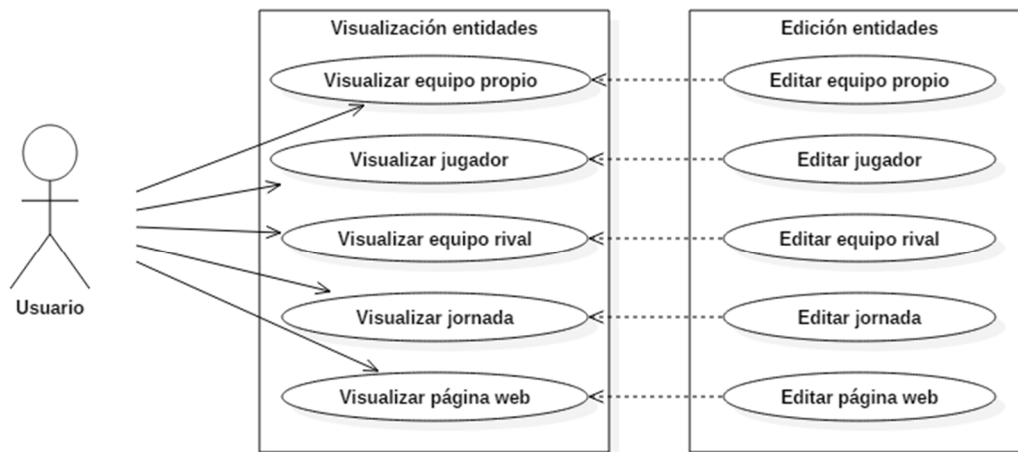 Visualización entidades
Edición entidades
Visualizar equipo propio
Editar equipo propio
Visualizar jugador
Editar jugador
Visualizar equipo rival
Editar equipo rival
Usuario
Visualizar jornada
Editar jornada
Visualizar página web
Editar página web